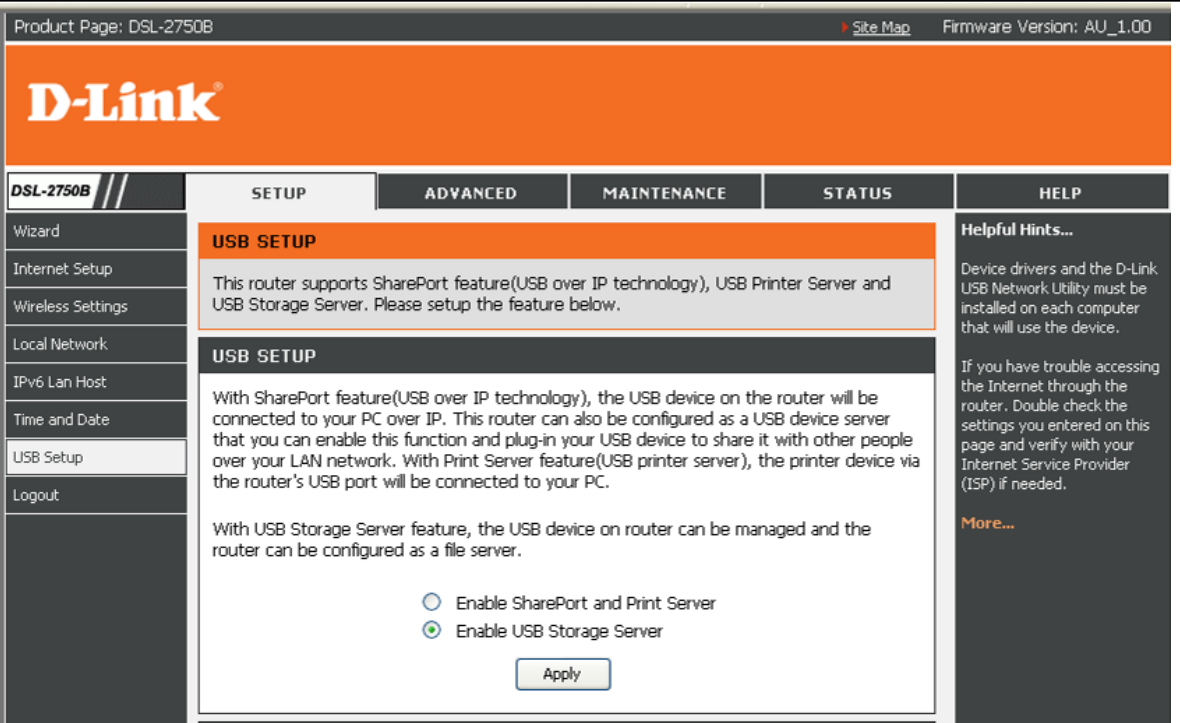 Product Page: DSL-2750B
Site Map
Firmware Version: AU_1.00
D-Link®
DSL-2750B
SETUP
ADVANCED
MAINTENANCE
STATUS
HELP
Wizard
Internet Setup
Wireless Settings
Local Network
IPv6 Lan Host
Time and Date
USB Setup
Logout
USB SETUP
This router supports SharePort feature(USB over IP technology), USB Printer Server and
USB Storage Server. Please setup the feature below.
USB SETUP
With SharePort feature(USB over IP technology), the USB device on the router will be
connected to your PC over IP. This router can also be configured as a USB device server
that you can enable this function and plug-in your USB device to share it with other people
over your LAN network. With Print Server feature(USB printer server), the printer device via
the router's USB port will be connected to your PC.
With USB Storage Server feature, the USB device on router can be managed and the
router can be configured as a file server.
Enable SharePort and Print Server
Enable USB Storage Server
Apply
Helpful Hints...
Device drivers and the D-Link
USB Network Utility must be
installed on each computer
that will use the device.
If you have trouble accessing
the Internet through the
router. Double check the
settings you entered on this
page and verify with your
Internet Service Provider
(ISP) if needed.
More...